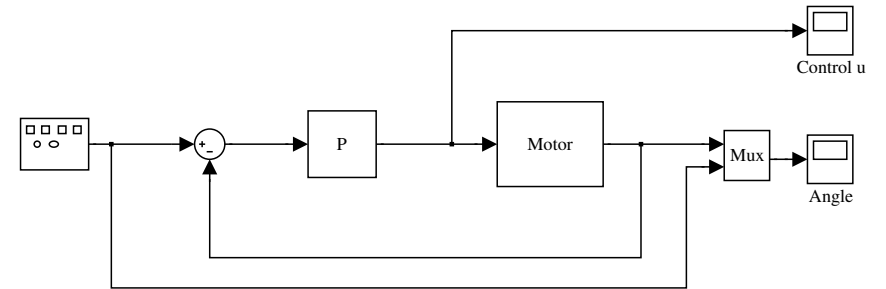 Control u
+
−
P
Motor
Mux
Angle